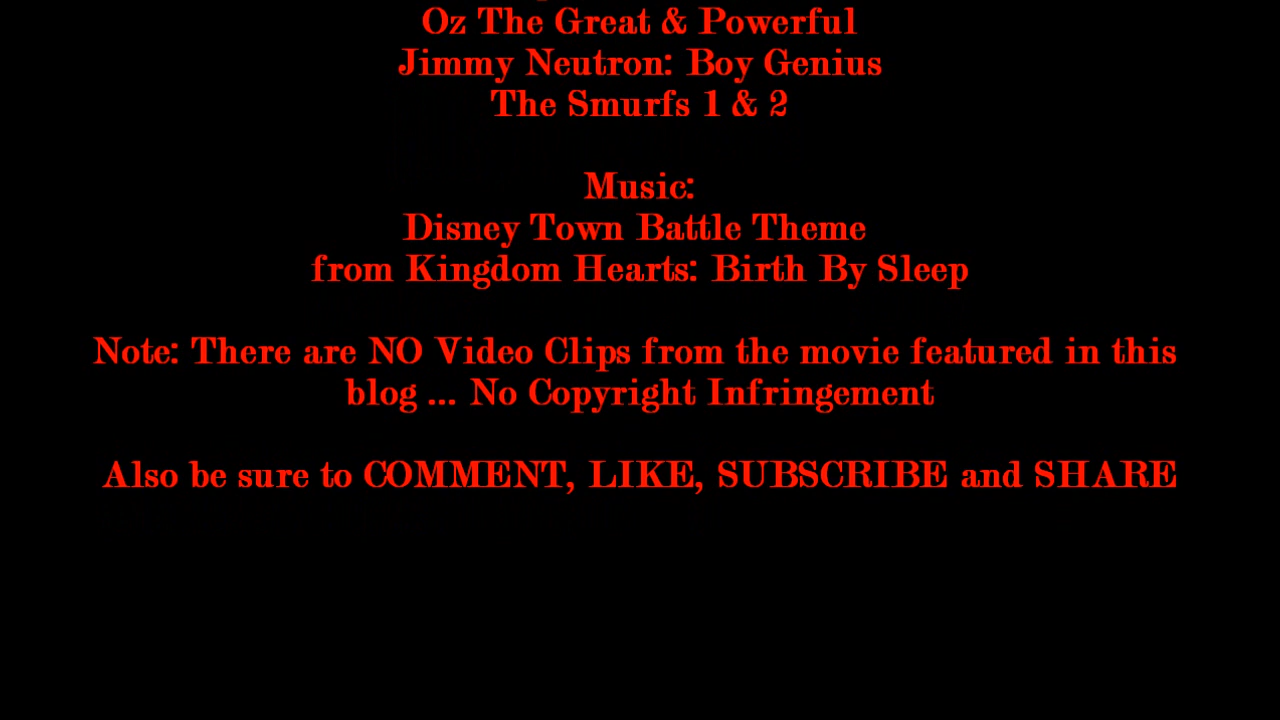 Oz The Great & Powerful
Jimmy Neutron: Boy Genius
The Smurfs 1 & 2
Music:
Disney Town Battle Theme
from Kingdom Hearts: Birth By Sleep
Note: There are NO Video Clips from the movie featured in this
blog ... No Copyright Infringement
Also be sure to COMMENT, LIKE, SUBSCRIBE and SHARE